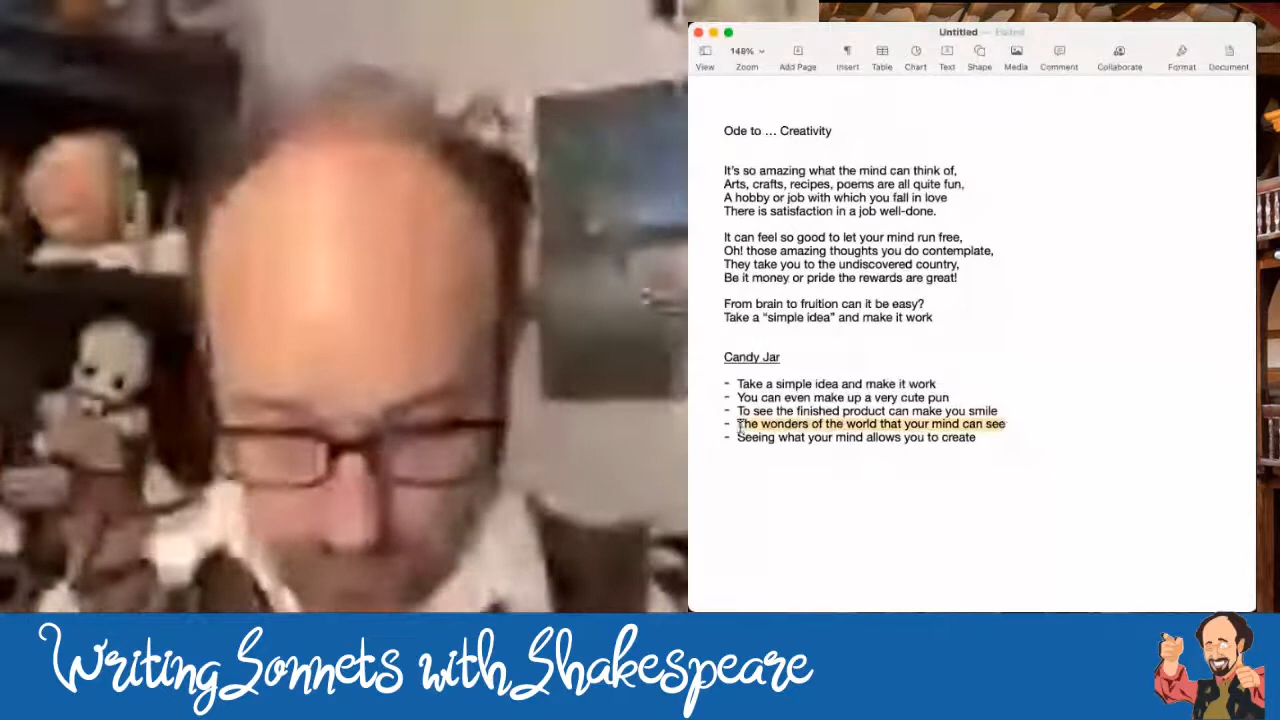 Untitled — Edited
148%
View
Zoom
Add Page
Insert
Table
Chart
Text
Shape
Media
Comment
Collaborate
Format
Document
Ode to … Creativity
It's so amazing what the mind can think of,
Arts, crafts, recipes, poems are all quite fun,
A hobby or job with which you fall in love
There is satisfaction in a job well-done.
It can feel so good to let your mind run free,
Oh! those amazing thoughts you do contemplate,
They take you to the undiscovered country,
Be it money or pride the rewards are great!
From brain to fruition can it be easy?
Take a “simple idea” and make it work
Candy Jar
- Take a simple idea and make it work
- You can even make up a very cute pun
- To see the finished product can make you smile
- The wonders of the world that your mind can see
- Seeing what your mind allows you to create
Writing Sonnets with Shakespeare